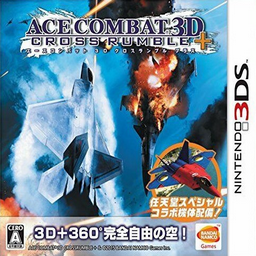 ACE COMBAT 3D
CROSS RUMBLE +
エースコンバット 3D クロスランブル プラス
NINTENDO 3DS
任天堂スペシャル
コラボ機体配信!
3D+360°完全自由の空!
CERO
A
BANDAI
NAMCO
Games